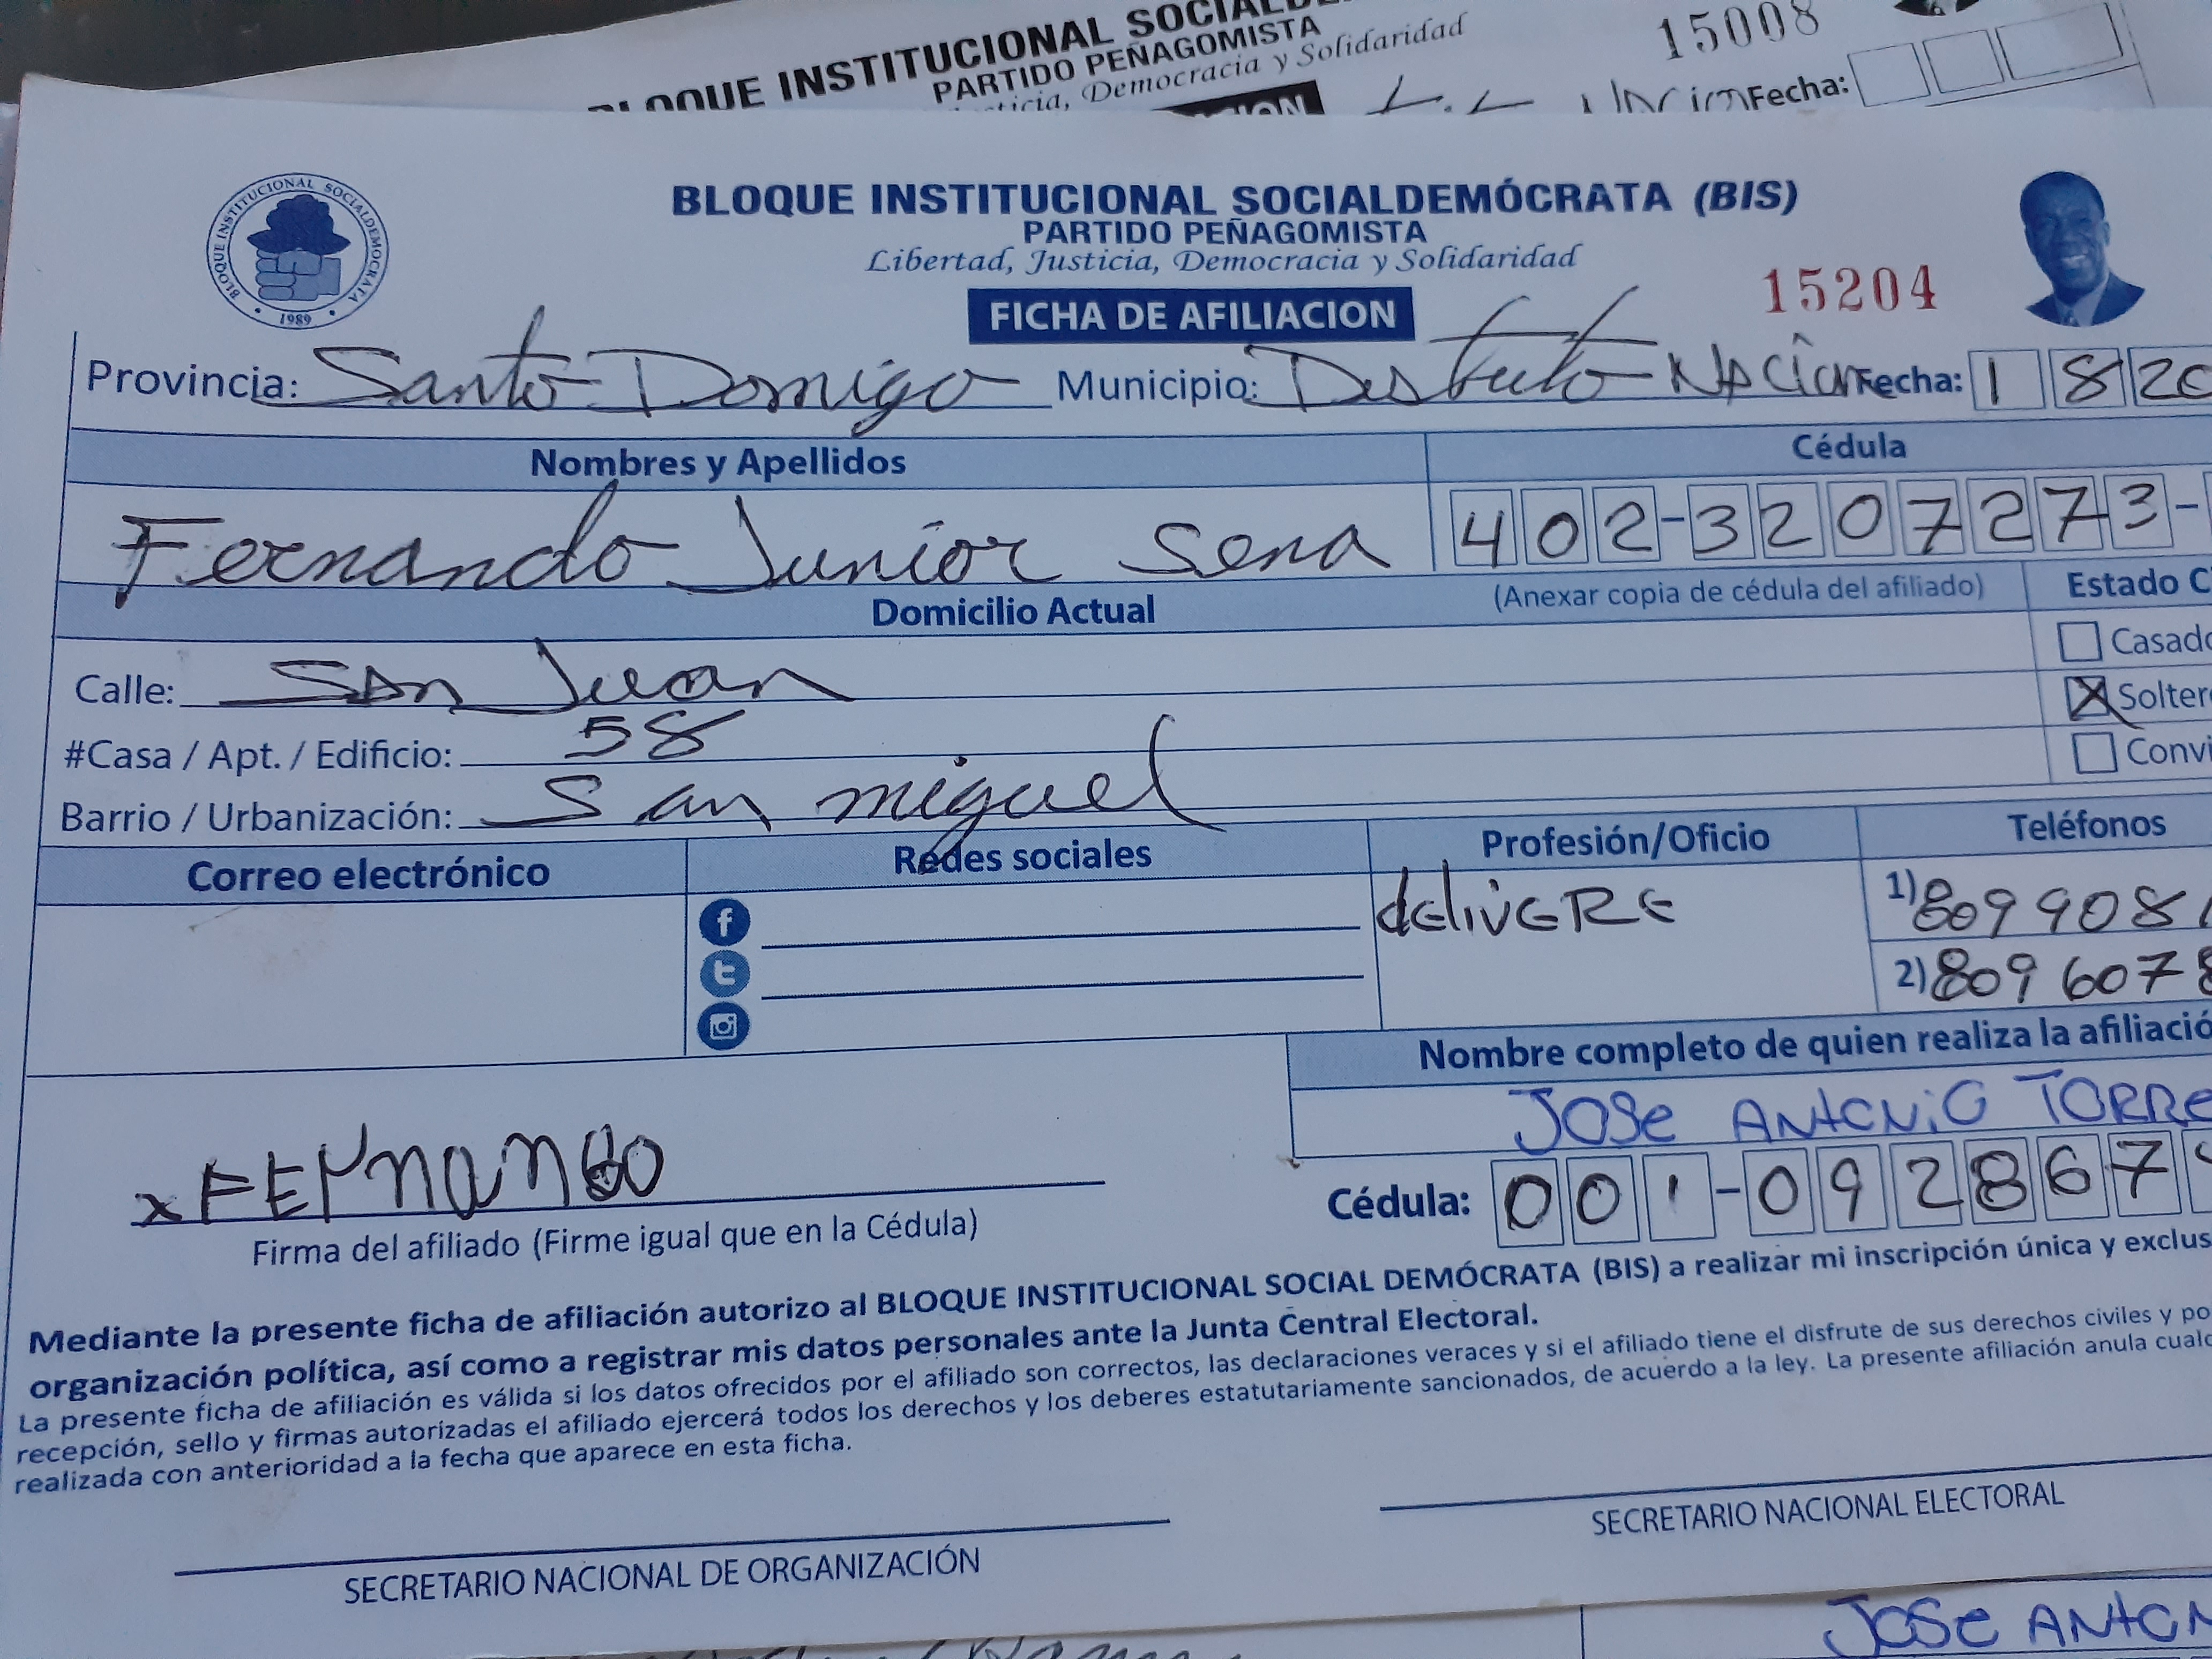 BLOQUE INSTITUCIONAL SOCIALDE
PARTIDO PEÑAGOMISTA
ticia, Democracia y Solidaridad
15008
Fecha:
BLOQUE INSTITUCIONAL SOCIALDEMÓCRATA (BIS)
PARTIDO PEÑAGOMISTA
Libertad, Justicia, Democracia y Solidaridad
BLOQUE INSTITUCIONAL SOCIALDEMOCRATA
1989
15204
FICHA DE AFILIACION
Provincia: Santo Domigo Municipio: Distrito Nacion Fecha: 1 8 20
Nombres y Apellidos Cédula
Fernando Junior Sena 402-3207273-
(Anexar copia de cédula del afiliado)
Domicilio Actual Estado C
Calle: San Juan Casado
#Casa / Apt. / Edificio: 58 Solter
Barrio / Urbanización: San miguel Convi
Correo electrónico Redes sociales Profesión/Oficio Teléfonos
deliveRE 1) 809 908
2) 809 6078
Nombre completo de quien realiza la afiliació
JOSe ANtoNiO TORRe
x FERnanDo Cédula: 001-0928674
Firma del afiliado (Firme igual que en la Cédula)
Mediante la presente ficha de afiliación autorizo al BLOQUE INSTITUCIONAL SOCIAL DEMÓCRATA (BIS) a realizar mi inscripción única y exclus
organización política, así como a registrar mis datos personales ante la Junta Central Electoral.
La presente ficha de afiliación es válida si los datos ofrecidos por el afiliado son correctos, las declaraciones veraces y si el afiliado tiene el disfrute de sus derechos civiles y po
recepción, sello y firmas autorizadas el afiliado ejercerá todos los derechos y los deberes estatutariamente sancionados, de acuerdo a la ley. La presente afiliación anula cualq
realizada con anterioridad a la fecha que aparece en esta ficha.
SECRETARIO NACIONAL DE ORGANIZACIÓN SECRETARIO NACIONAL ELECTORAL
JOSe ANtoN